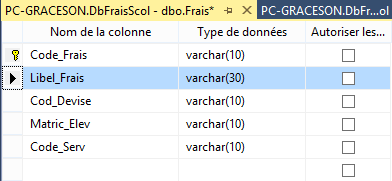 PC-GRACESON.DbFraisScol - dbo.Frais* PC-GRACESON.DbFr...ol
Nom de la colonne Type de données Autoriser les...
Code_Frais varchar(10)
Libel_Frais varchar(30)
Cod_Devise varchar(10)
Matric_Elev varchar(10)
Code_Serv varchar(10)